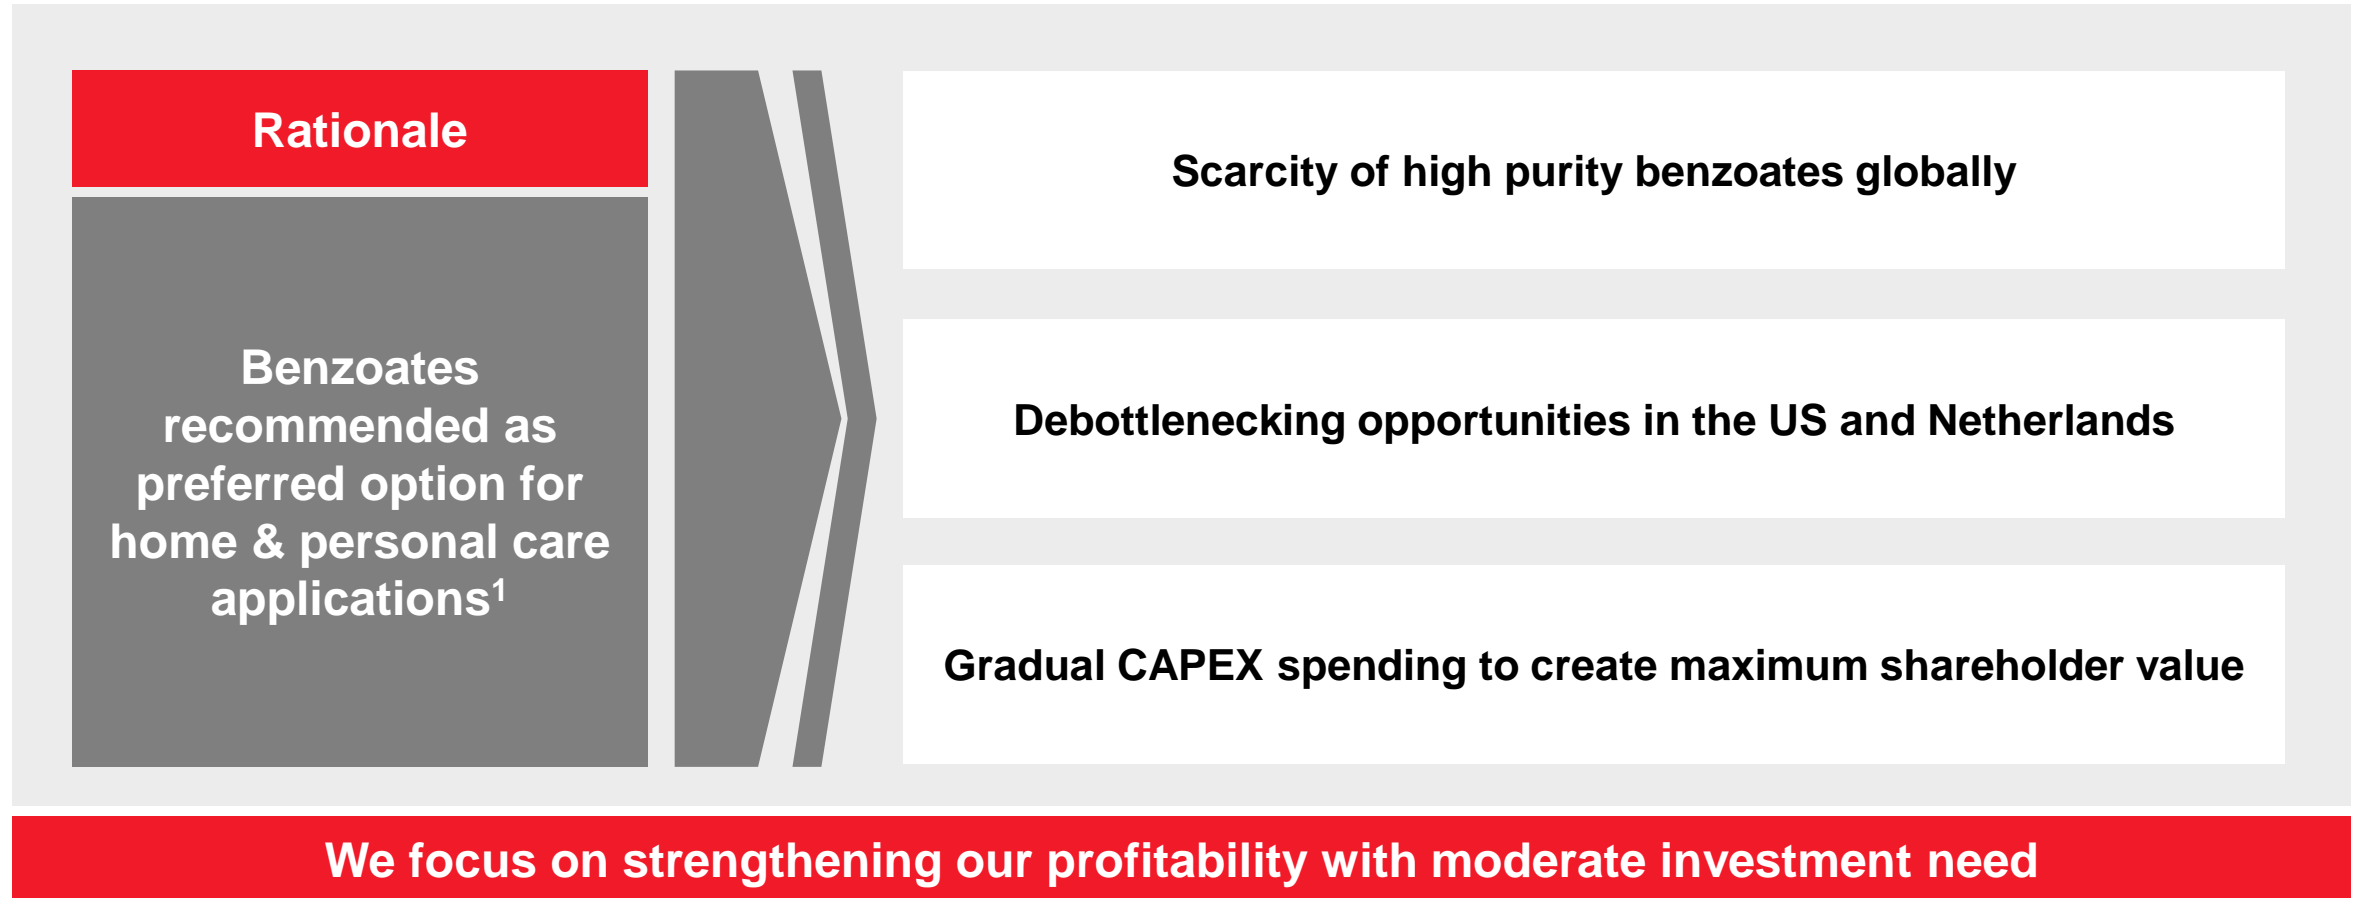 Rationale
Benzoates
recommended as
preferred option for
home & personal care
applications¹
Scarcity of high purity benzoates globally
Debottlenecking opportunities in the US and Netherlands
Gradual CAPEX spending to create maximum shareholder value
We focus on strengthening our profitability with moderate investment need